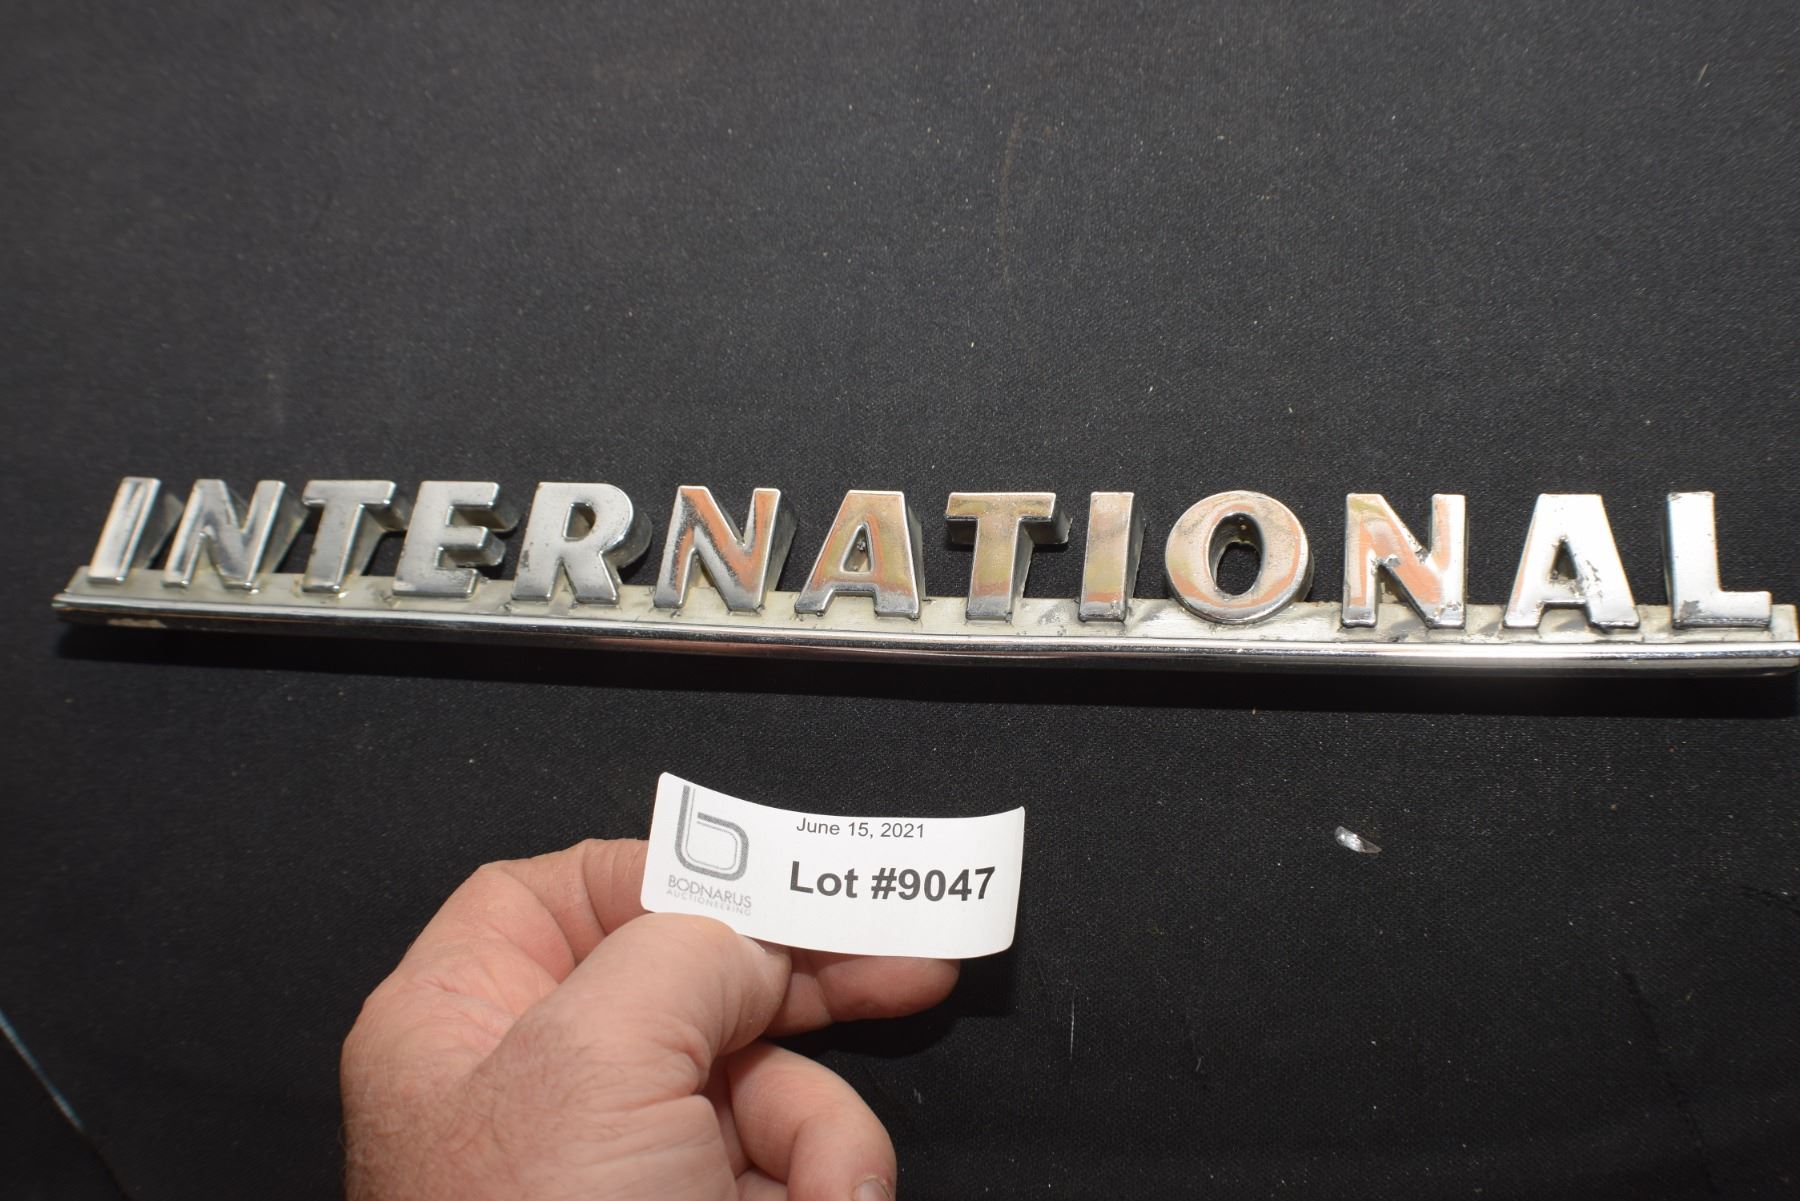 INTERNATIONAL
June 15, 2021
Lot #9047
BODNARUS
AUCTIONEERING